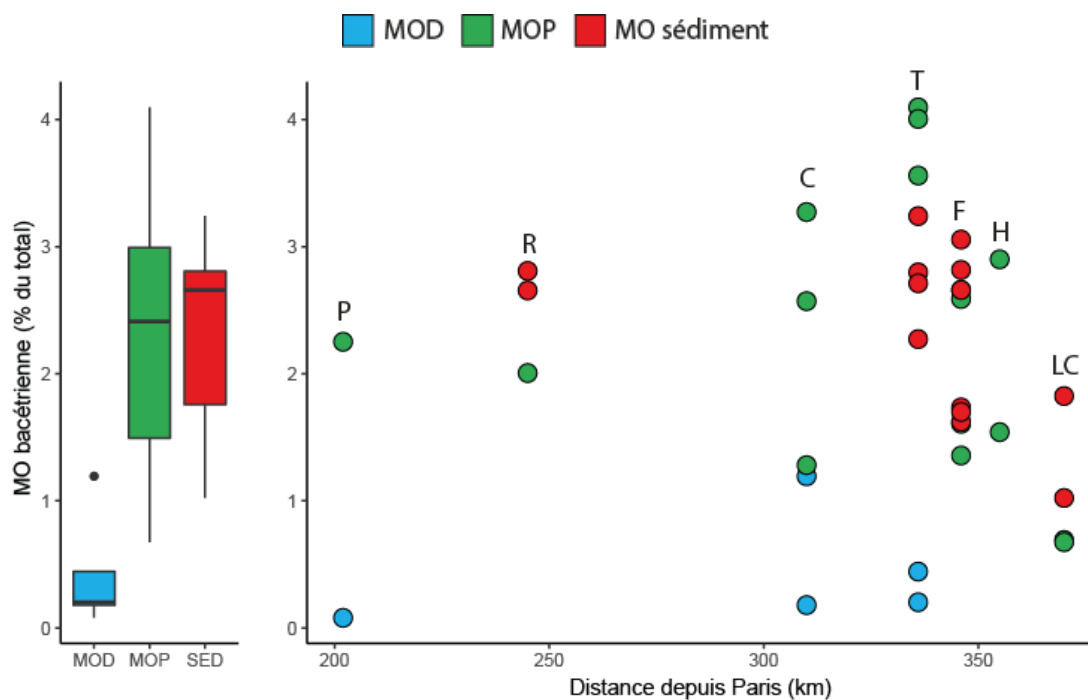 MOD MOP MO sédiment
MO bacétrienne (% du total)
4
3
2
1
0
MOD MOP SED
4
3
2
1
0
P
R
C
T
F
H
LC
200 250 300 350
Distance depuis Paris (km)